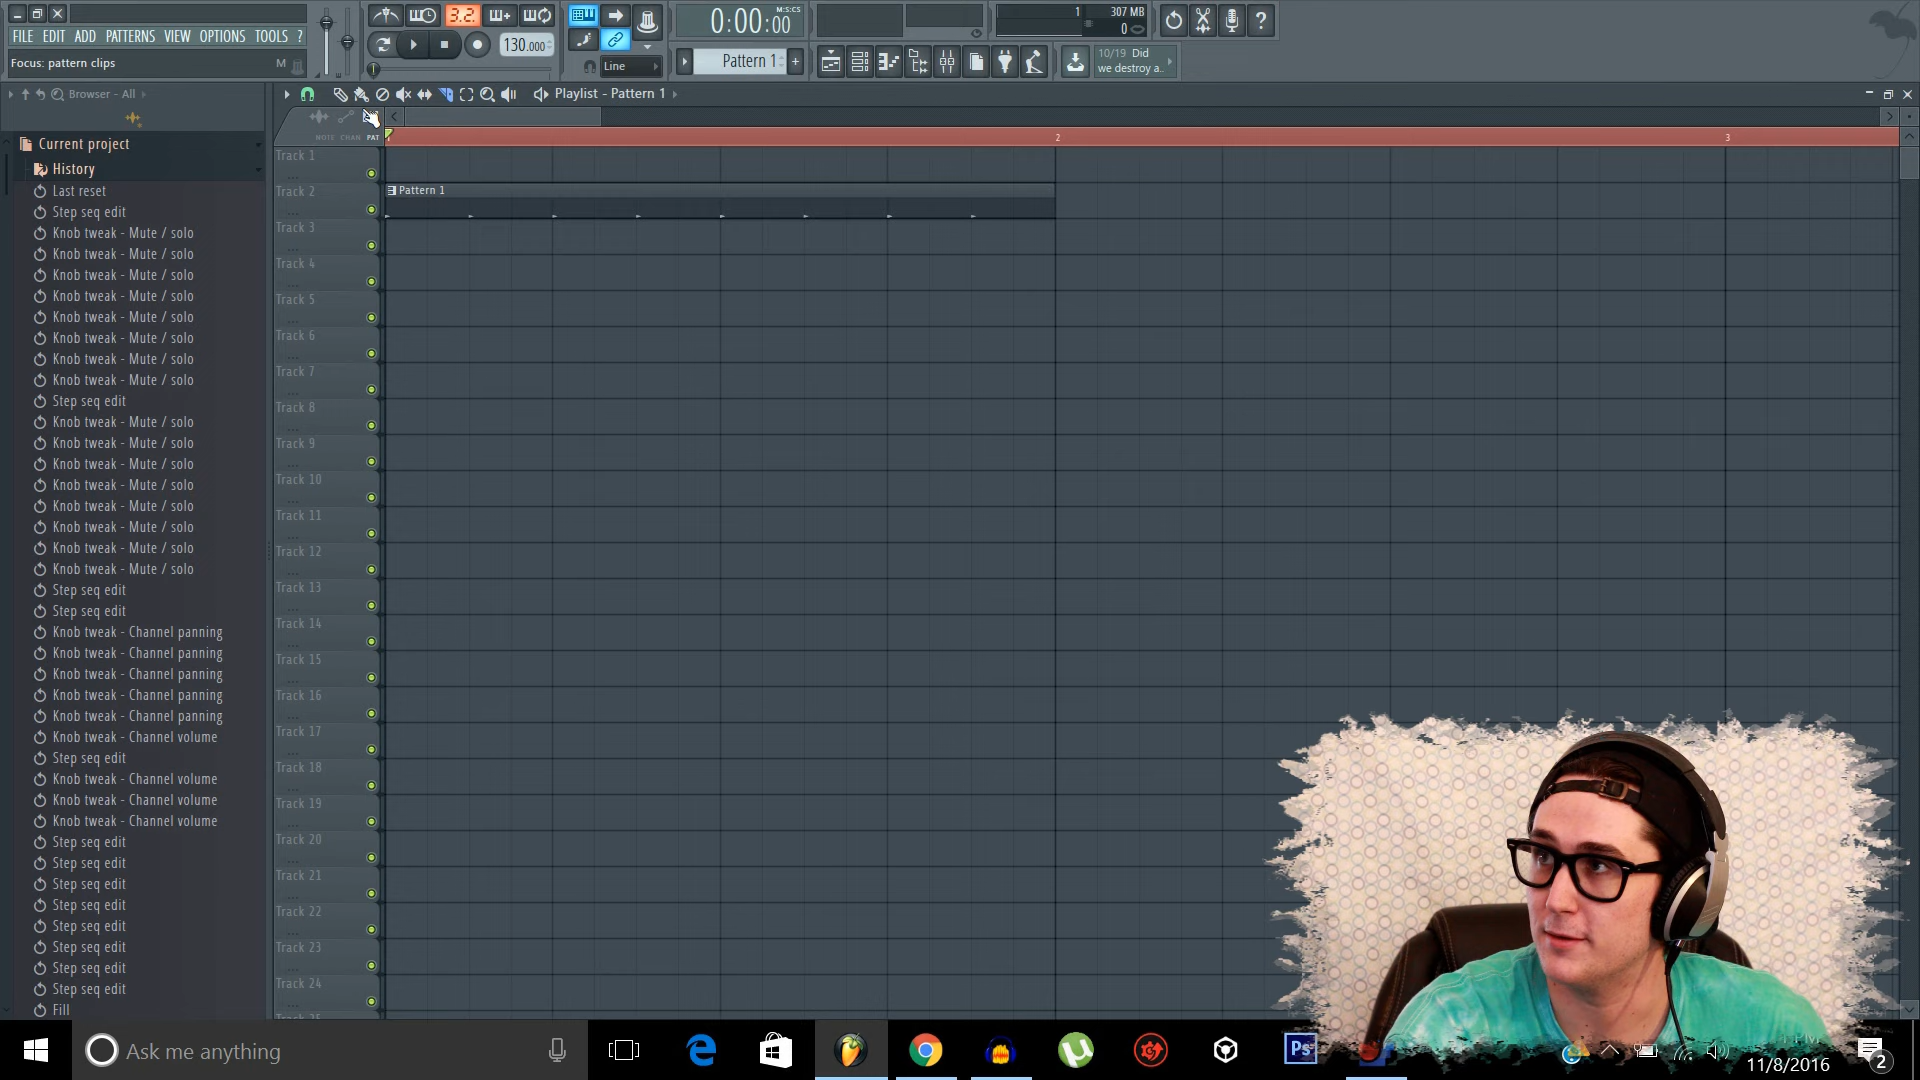 FILE EDIT ADD PATTERNS VIEW OPTIONS TOOLS ?
Focus: pattern clips M
3.2.
130.000
Line
0:00:00 M:S:CS
Pattern 1
1 307 MB
0
10/19 Did
we destroy a..
Browser - All
Playlist - Pattern 1
NOTE CHAN PAT
2
3
Current project
History
Last reset
Step seq edit
Knob tweak - Mute / solo
Knob tweak - Mute / solo
Knob tweak - Mute / solo
Knob tweak - Mute / solo
Knob tweak - Mute / solo
Knob tweak - Mute / solo
Knob tweak - Mute / solo
Knob tweak - Mute / solo
Step seq edit
Knob tweak - Mute / solo
Knob tweak - Mute / solo
Knob tweak - Mute / solo
Knob tweak - Mute / solo
Knob tweak - Mute / solo
Knob tweak - Mute / solo
Knob tweak - Mute / solo
Knob tweak - Mute / solo
Step seq edit
Step seq edit
Knob tweak - Channel panning
Knob tweak - Channel panning
Knob tweak - Channel panning
Knob tweak - Channel panning
Knob tweak - Channel panning
Knob tweak - Channel volume
Step seq edit
Knob tweak - Channel volume
Knob tweak - Channel volume
Knob tweak - Channel volume
Step seq edit
Step seq edit
Step seq edit
Step seq edit
Step seq edit
Step seq edit
Step seq edit
Step seq edit
Fill
Track 1
Track 2
Pattern 1
Track 3
Track 4
Track 5
Track 6
Track 7
Track 8
Track 9
Track 10
Track 11
Track 12
Track 13
Track 14
Track 15
Track 16
Track 17
Track 18
Track 19
Track 20
Track 21
Track 22
Track 23
Track 24
Ask me anything
Ps
11/8/2016
2